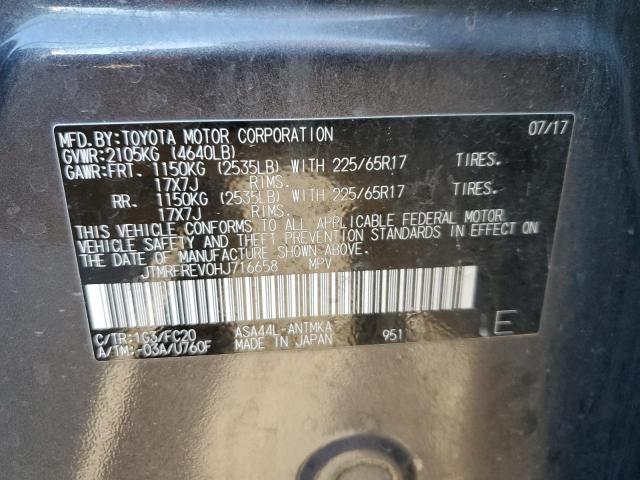 MFD. BY: TOYOTA MOTOR CORPORATION 07/17
GVWR: 2105KG (4640LB)
GAWR: FRT. 1150KG (2535LB) WITH 225/65R17 TIRES.
17X7J RIMS.
RR. 1150KG (2535LB) WITH 225/65R17 TIRES.
17X7J RIMS.
THIS VEHICLE CONFORMS TO ALL APPLICABLE FEDERAL MOTOR
VEHICLE SAFETY AND THEFT PREVENTION STANDARDS IN EFFECT ON
THE DATE OF MANUFACTURE SHOWN ABOVE.
JTMRFREV0HJ716658 MPV
C/TR: 1G3/FC20 ASA44L-ANTMKA 951 E
A/TM: -03A/U760F MADE IN JAPAN